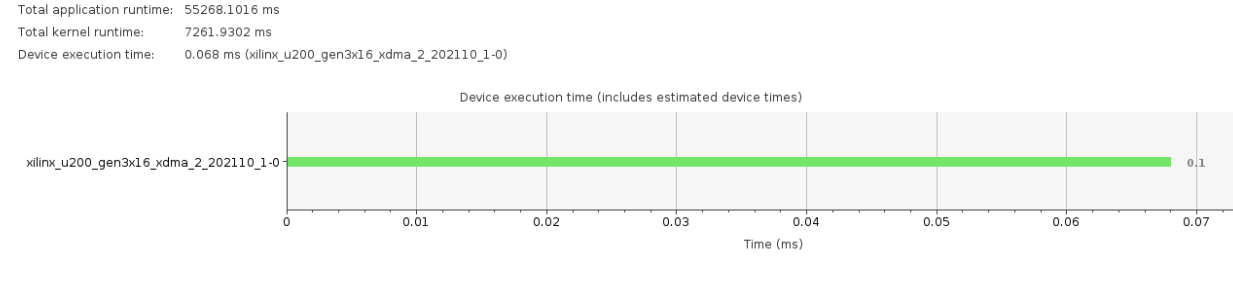 Total application runtime: 55268.1016 ms
Total kernel runtime: 7261.9302 ms
Device execution time: 0.068 ms (xilinx_u200_gen3x16_xdma_2_202110_1-0)
Device execution time (includes estimated device times)
xilinx_u200_gen3x16_xdma_2_202110_1-0
0.1
0 0.01 0.02 0.03 0.04 0.05 0.06 0.07
Time (ms)